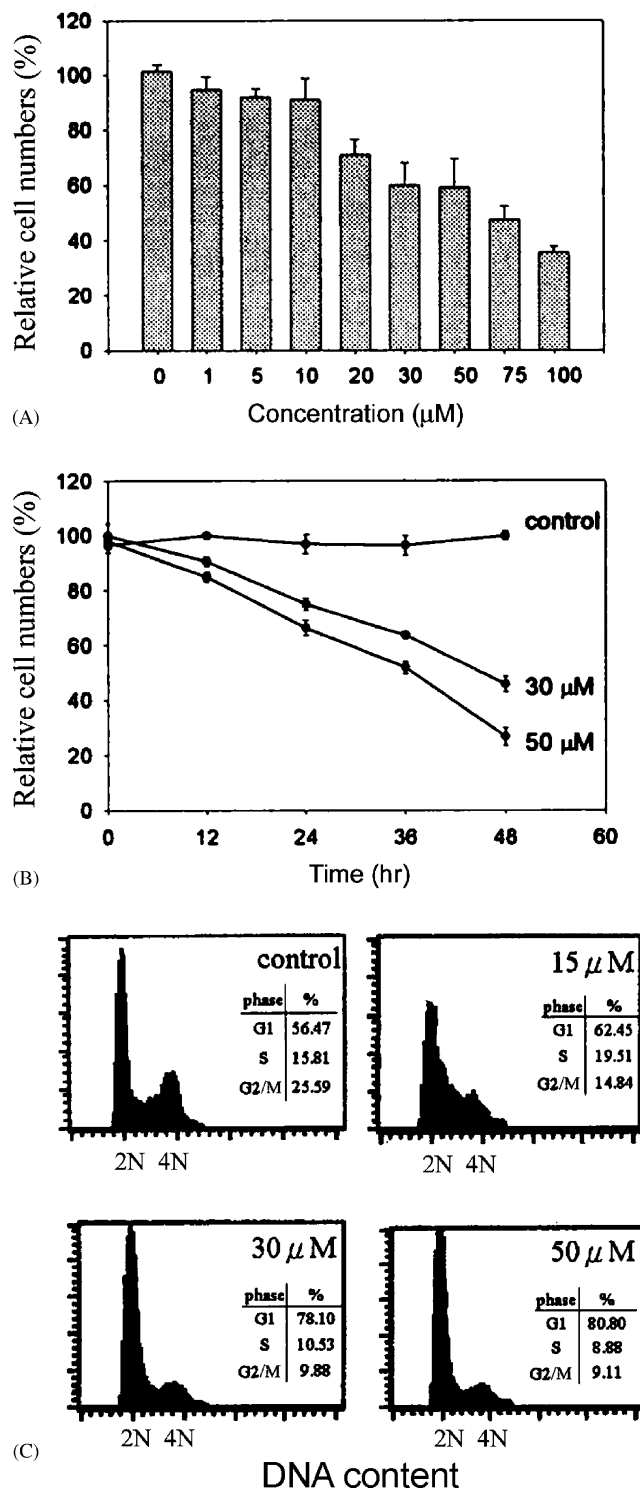 120
100
80
60
40
20
0
Relative cell numbers (%)
0 1 5 10 20 30 50 75 100
Concentration (μM)
(A)
120
100
80
60
40
20
0
Relative cell numbers (%)
control
30 μM
50 μM
0 12 24 36 48 60
Time (hr)
(B)
control
phase %
G1 56.47
S 15.81
G2/M 25.59
2N 4N
15 μM
phase %
G1 62.45
S 19.51
G2/M 14.84
2N 4N
30 μM
phase %
G1 78.10
S 10.53
G2/M 9.88
2N 4N
50 μM
phase %
G1 80.80
S 8.88
G2/M 9.11
2N 4N
(C)
DNA content